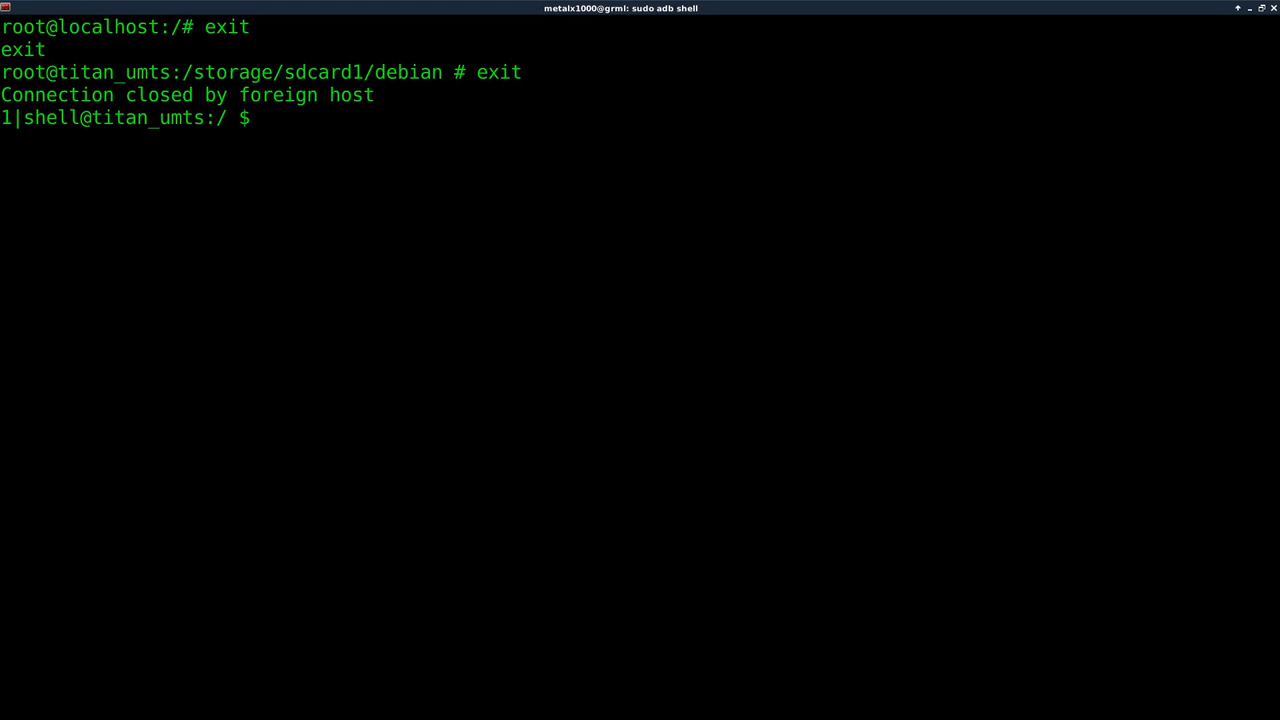 metalx1000@grml: sudo adb shell
root@localhost:/# exit
exit
root@titan_umts:/storage/sdcard1/debian # exit
Connection closed by foreign host
1|shell@titan_umts:/ $